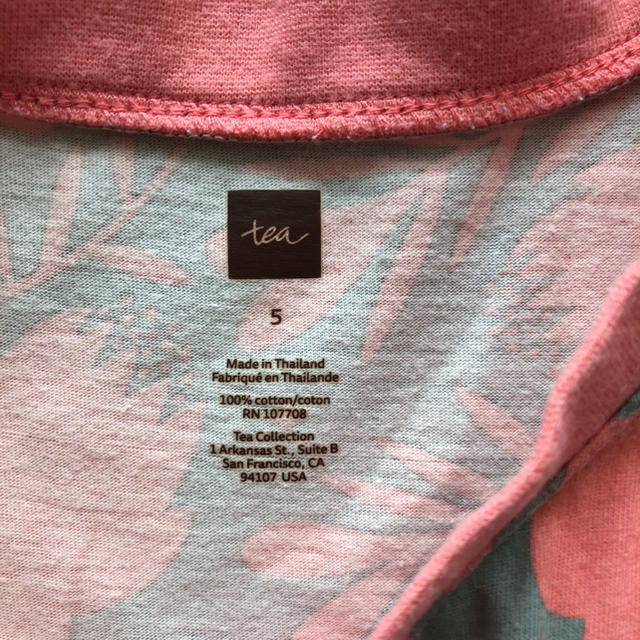 tea
5
Made in Thailand
Fabriqué en Thaïlande
100% cotton/coton
RN 107708
Tea Collection
1 Arkansas St., Suite B
San Francisco, CA
94107 USA